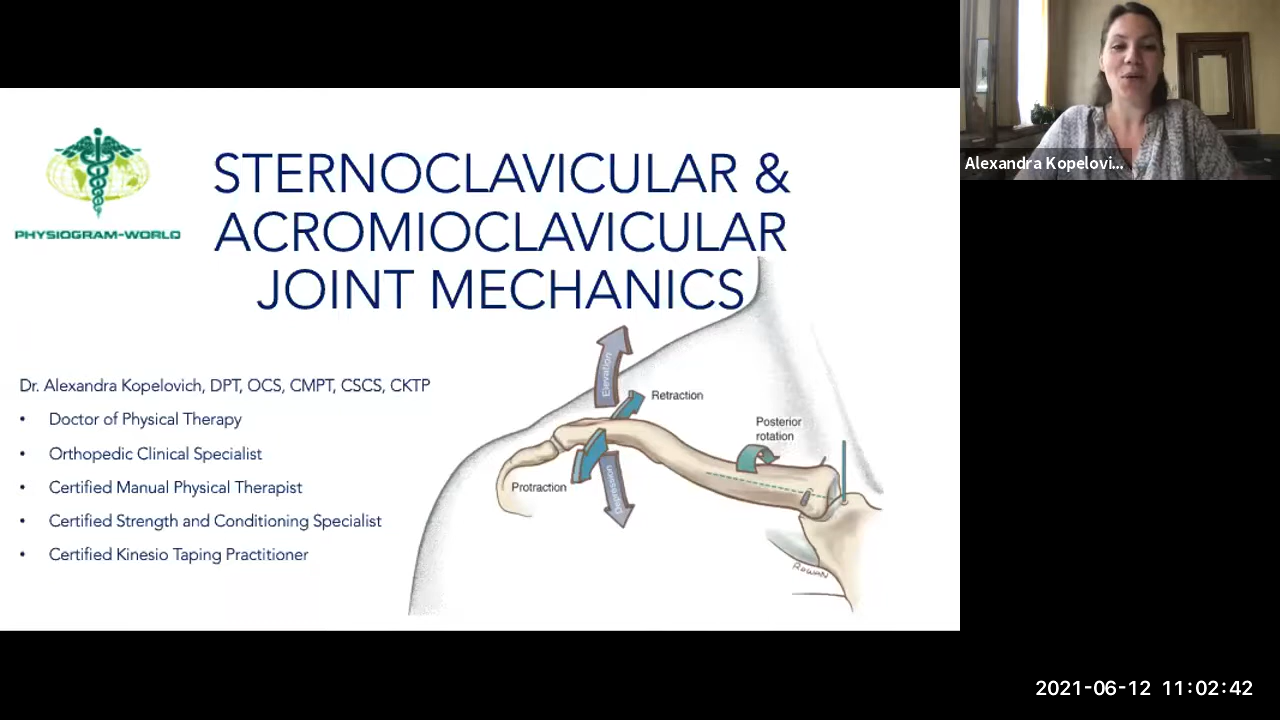 PHYSIOGRAM-WORLD
STERNOCLAVICULAR &
ACROMIOCLAVICULAR
JOINT MECHANICS
Dr. Alexandra Kopelovich, DPT, OCS, CMPT, CSCS, CKTP
• Doctor of Physical Therapy
• Orthopedic Clinical Specialist
• Certified Manual Physical Therapist
• Certified Strength and Conditioning Specialist
• Certified Kinesio Taping Practitioner
Elevation
Retraction
Posterior
rotation
Protraction
Depression
ROWAN
Alexandra Kopelovi...
2021-06-12 11:02:42